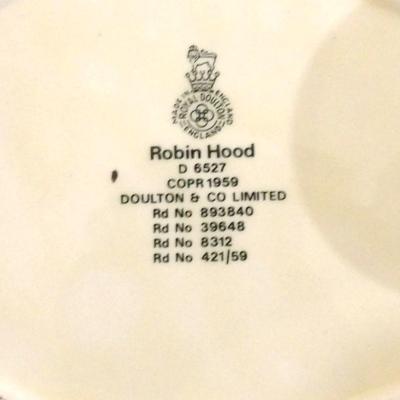 MADE IN ENGLAND
ROYAL DOULTON
ENGLAND
Robin Hood
D 6527
COPR 1959
DOULTON & CO LIMITED
Rd No 893840
Rd No 39648
Rd No 8312
Rd No 421/59